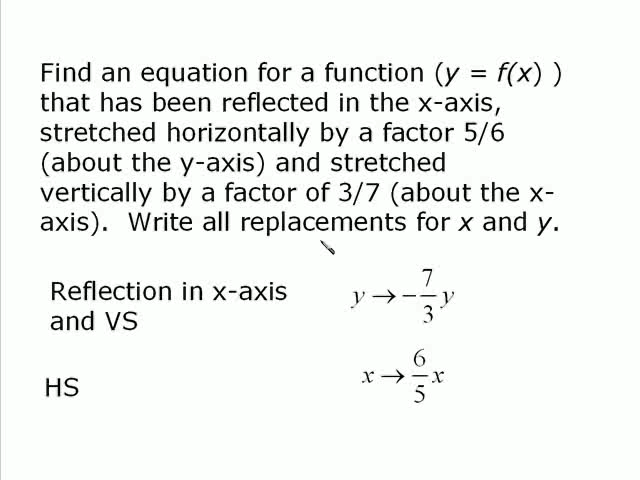 Find an equation for a function (y = f(x) )
that has been reflected in the x-axis,
stretched horizontally by a factor 5/6
(about the y-axis) and stretched
vertically by a factor of 3/7 (about the x-
axis).  Write all replacements for x and y.
Reflection in x-axis
and VS
y → −7/3 y
HS
x → 6/5 x